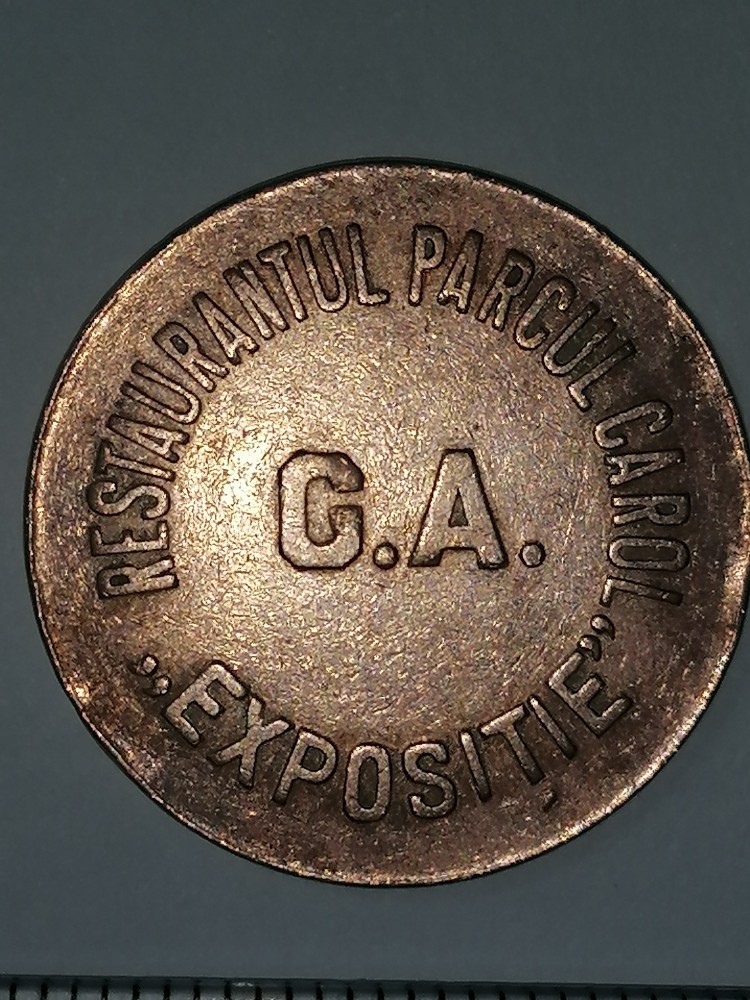 RESTAURANTUL PARCUL CAROL
C.A.
„EXPOSIȚIE“